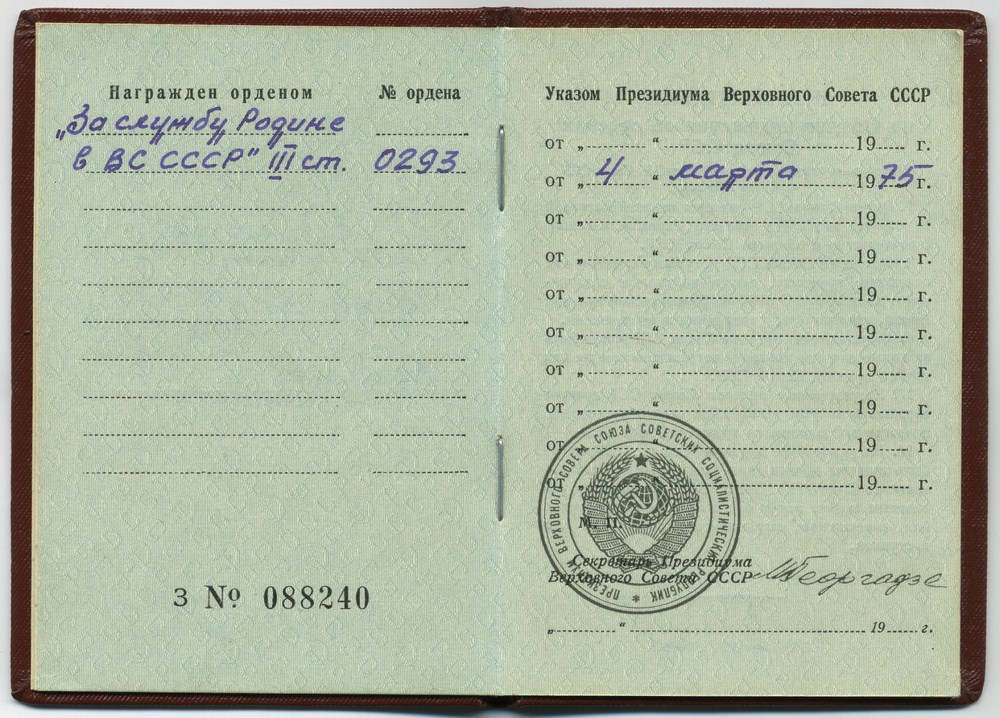 Награжден орденом № ордена
„За службу Родине
в ВС СССР" III ст. 0293
З № 088240
Указом Президиума Верховного Совета СССР
от „ “ 19 г.
от „ 4 “ марта 1975 г.
от „ “ 19 г.
от „ “ 19 г.
от „ “ 19 г.
от „ “ 19 г.
от „ “ 19 г.
от „ “ 19 г.
от „ “ 19 г.
от „ “ 19 г.
ПРЕЗИДИУМ ВЕРХОВНОГО СОВЕТА СОЮЗА СОВЕТСКИХ СОЦИАЛИСТИЧЕСКИХ РЕСПУБЛИК
М. П.
Секретарь Президиума
Верховного Совета СССР М Георгадзе
„ “ 19 г.